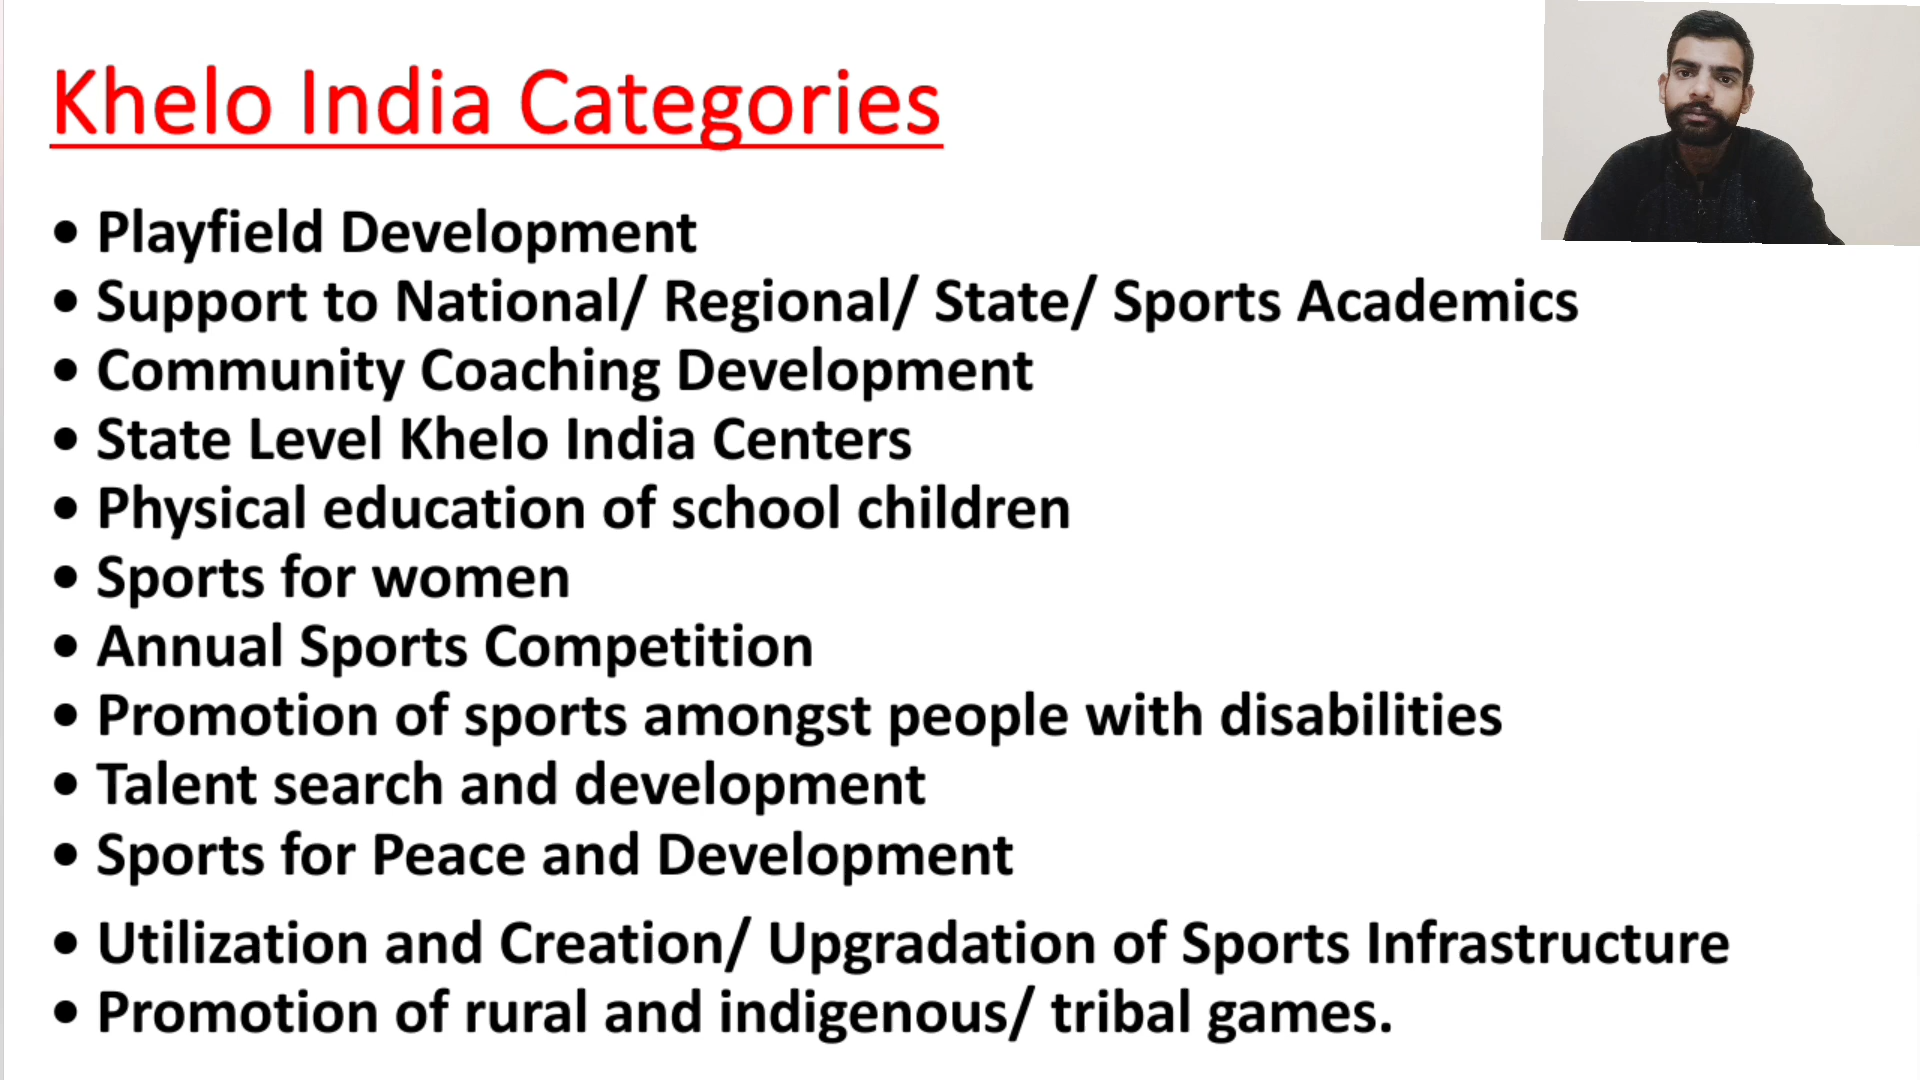 Khelo India Categories
• Playfield Development
• Support to National/ Regional/ State/ Sports Academics
• Community Coaching Development
• State Level Khelo India Centers
• Physical education of school children
• Sports for women
• Annual Sports Competition
• Promotion of sports amongst people with disabilities
• Talent search and development
• Sports for Peace and Development
• Utilization and Creation/ Upgradation of Sports Infrastructure
• Promotion of rural and indigenous/ tribal games.